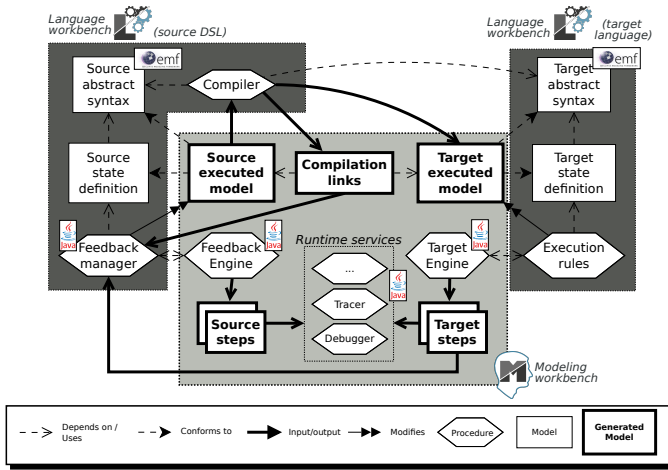 Language
workbench
(source DSL)
Language
workbench
(target
language)
emf
emf
Source
abstract
syntax
Compiler
Target
abstract
syntax
Source
state
definition
Source
executed
model
Compilation
links
Target
executed
model
Target
state
definition
Java
Feedback
manager
Feedback
Engine
Java
Runtime services
...
Tracer
Debugger
Java
Target
Engine
Java
Execution
rules
Source
steps
Target
steps
M
Modeling
workbench
Depends on /
Uses
Conforms to
Input/output
Modifies
Procedure
Model
Generated
Model